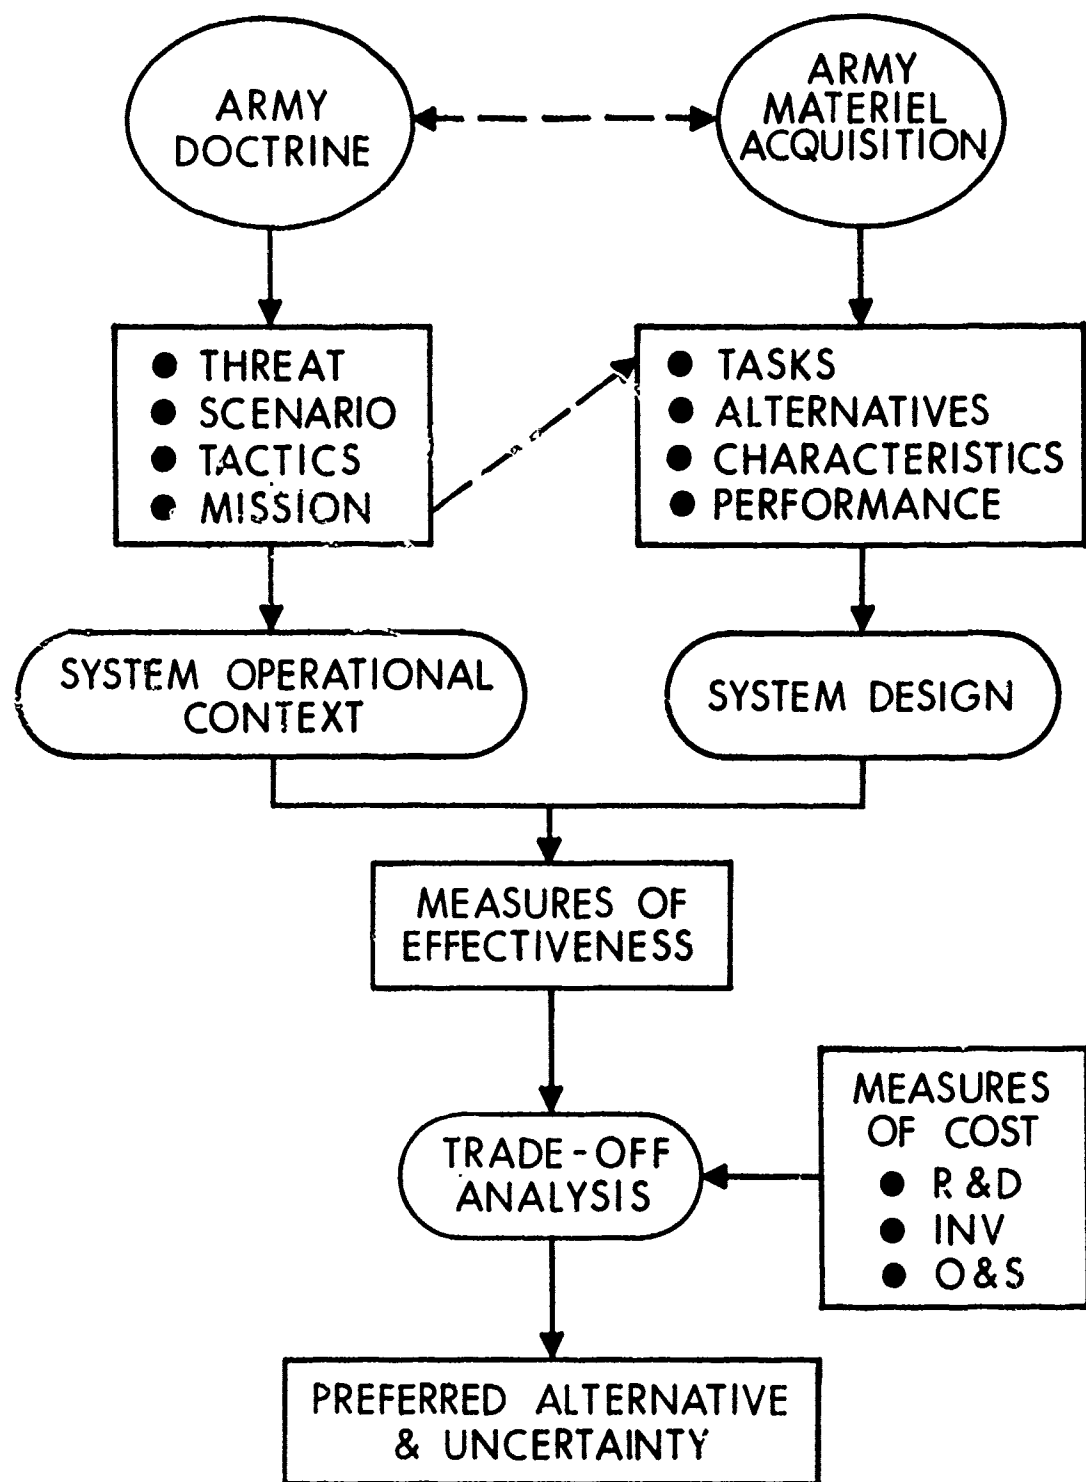 ARMY
DOCTRINE
ARMY
MATERIEL
ACQUISITION
● THREAT
● SCENARIO
● TACTICS
● MISSION
● TASKS
● ALTERNATIVES
● CHARACTERISTICS
● PERFORMANCE
SYSTEM OPERATIONAL
CONTEXT
SYSTEM DESIGN
MEASURES OF
EFFECTIVENESS
MEASURES
OF COST
● R&D
● INV
● O&S
TRADE-OFF
ANALYSIS
PREFERRED ALTERNATIVE
& UNCERTAINTY